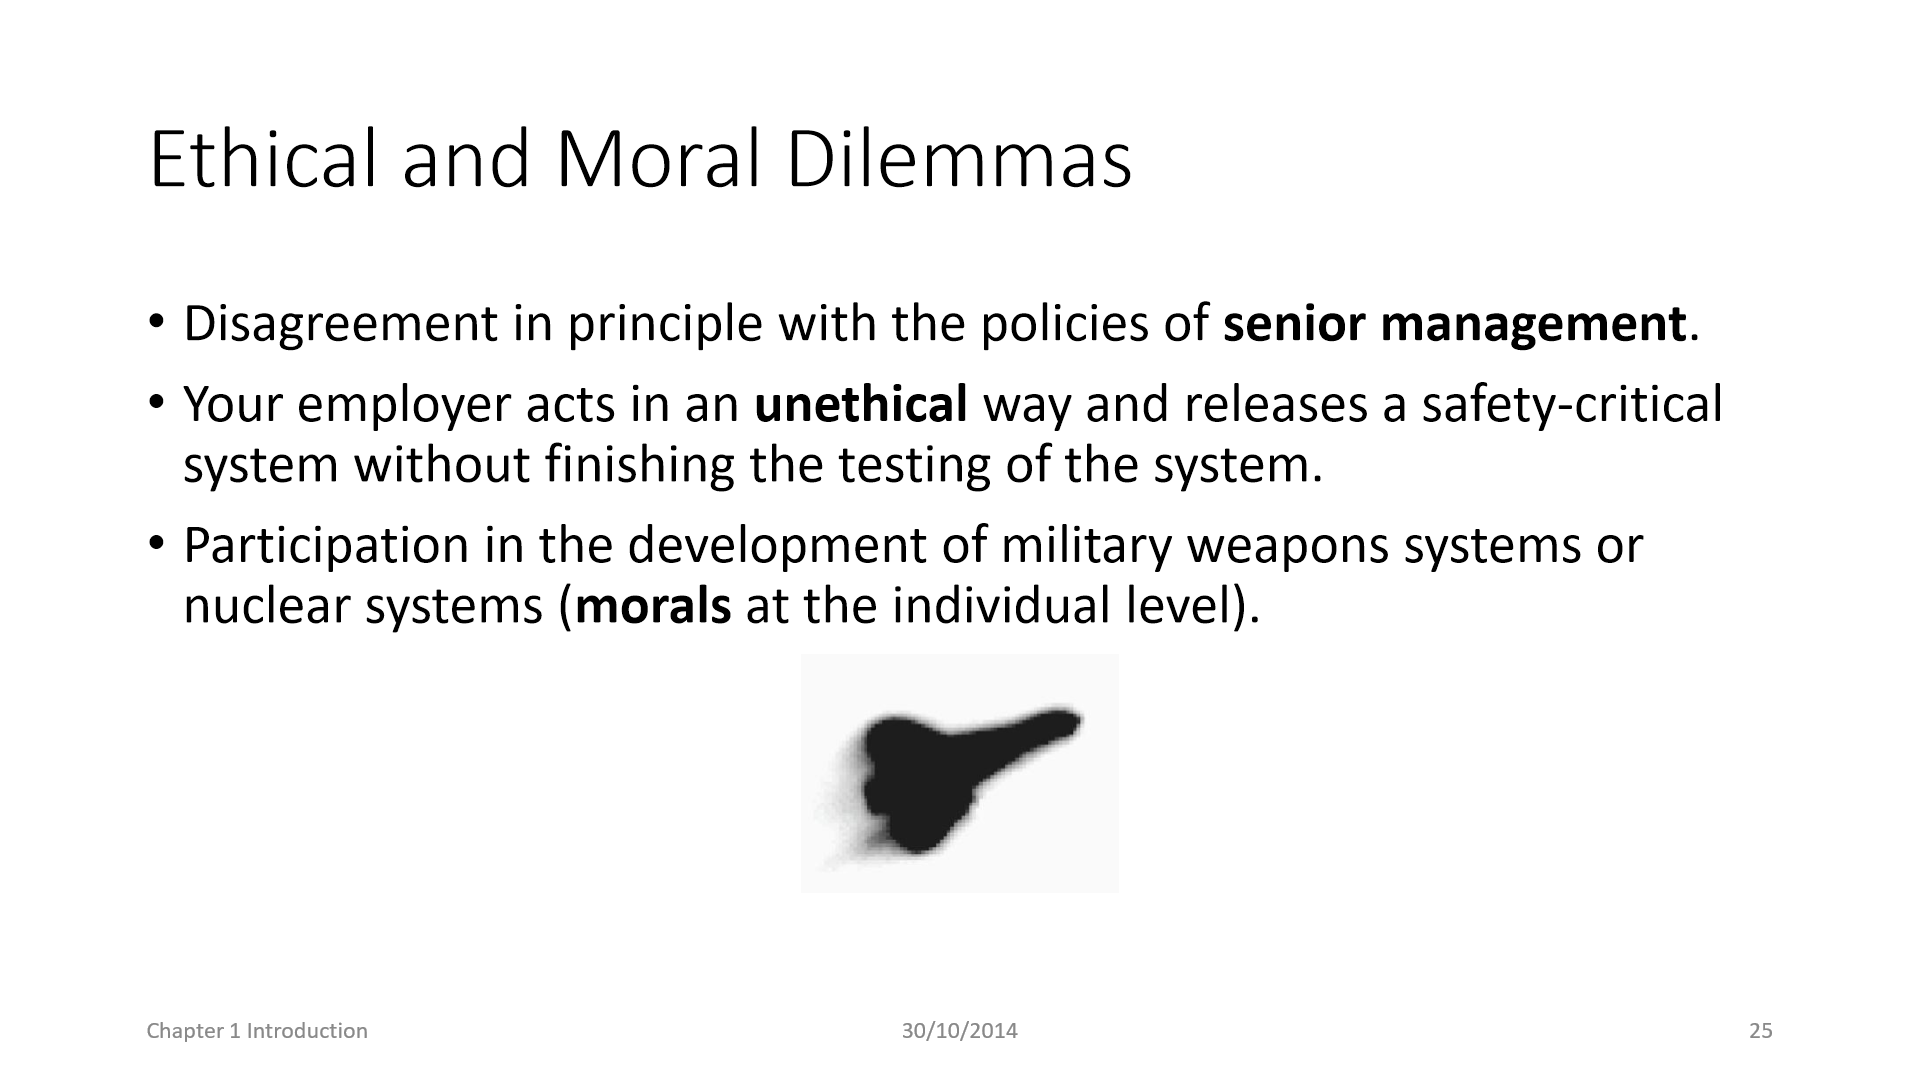 Ethical and Moral Dilemmas
• Disagreement in principle with the policies of senior management.
• Your employer acts in an unethical way and releases a safety-critical
system without finishing the testing of the system.
• Participation in the development of military weapons systems or
nuclear systems (morals at the individual level).
Chapter 1 Introduction
30/10/2014
25